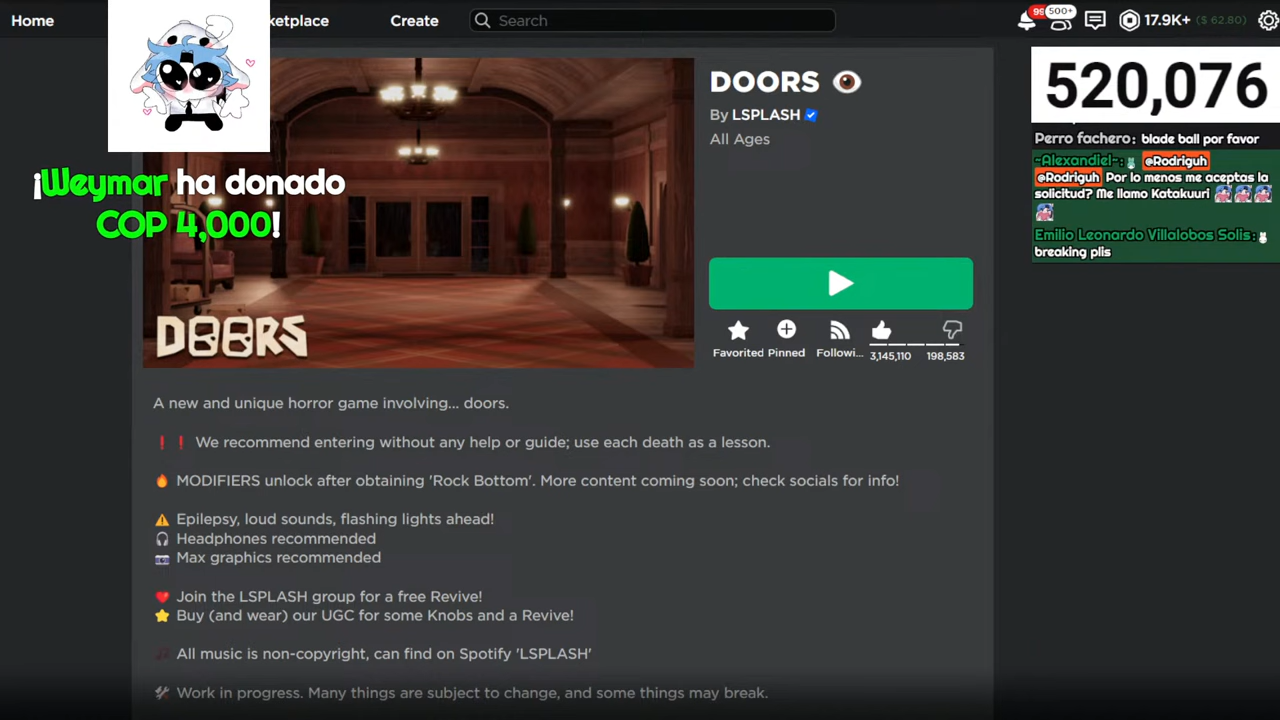 Home
ketplace
Create
Search
99
500+
17.9K+
($ 62.80)
¡Weymar ha donado
COP 4,000!
DOORS
DOORS
By LSPLASH
All Ages
Favorited
Pinned
Followi...
3,145,110
198,583
520,076
Perro fachero: blade ball por favor
~Alexandiel~: @Rodriguh
@Rodriguh Por lo menos me aceptas la
solicitud? Me llamo Katakuuri
Emilio Leonardo Villalobos Solis:
breaking plis
A new and unique horror game involving... doors.
We recommend entering without any help or guide; use each death as a lesson.
MODIFIERS unlock after obtaining 'Rock Bottom'. More content coming soon; check socials for info!
Epilepsy, loud sounds, flashing lights ahead!
Headphones recommended
Max graphics recommended
Join the LSPLASH group for a free Revive!
Buy (and wear) our UGC for some Knobs and a Revive!
All music is non-copyright, can find on Spotify 'LSPLASH'
Work in progress. Many things are subject to change, and some things may break.